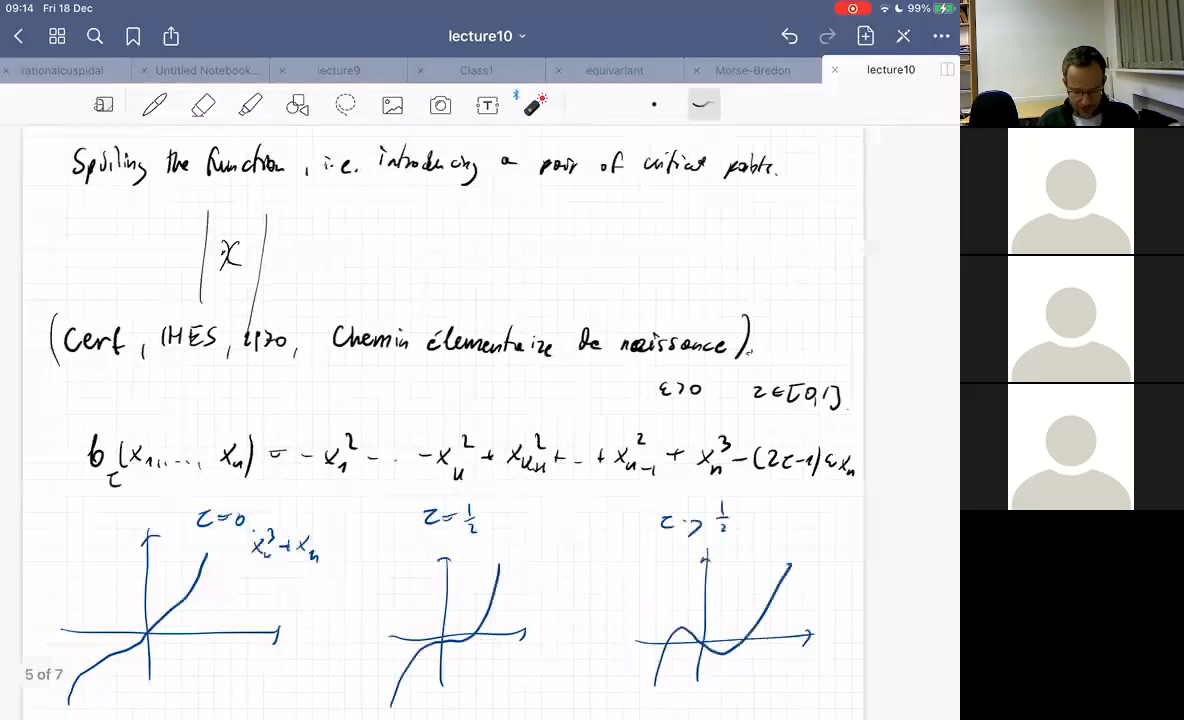 09:14 Fri 18 Dec 99%
lecture10
rationalcuspidal Untitled Notebook... lecture9 Class1 equivariant Morse-Bredon lecture10
Spoiling the function, i.e. introducing a pair of critical points.
χ
(Cerf, IHES, 1970, Chemin élementaire de naissance).
ε>0 τ∈[0,1].
b_τ(x_1,..., x_n) = -x_1^2 - .. -x_k^2 + x_{k+1}^2 + .. + x_{n-1}^2 + x_n^3 - (2τ-1)εx_n
τ=0 τ=1/2 τ>1/2
x_n^3+x_n
5 of 7